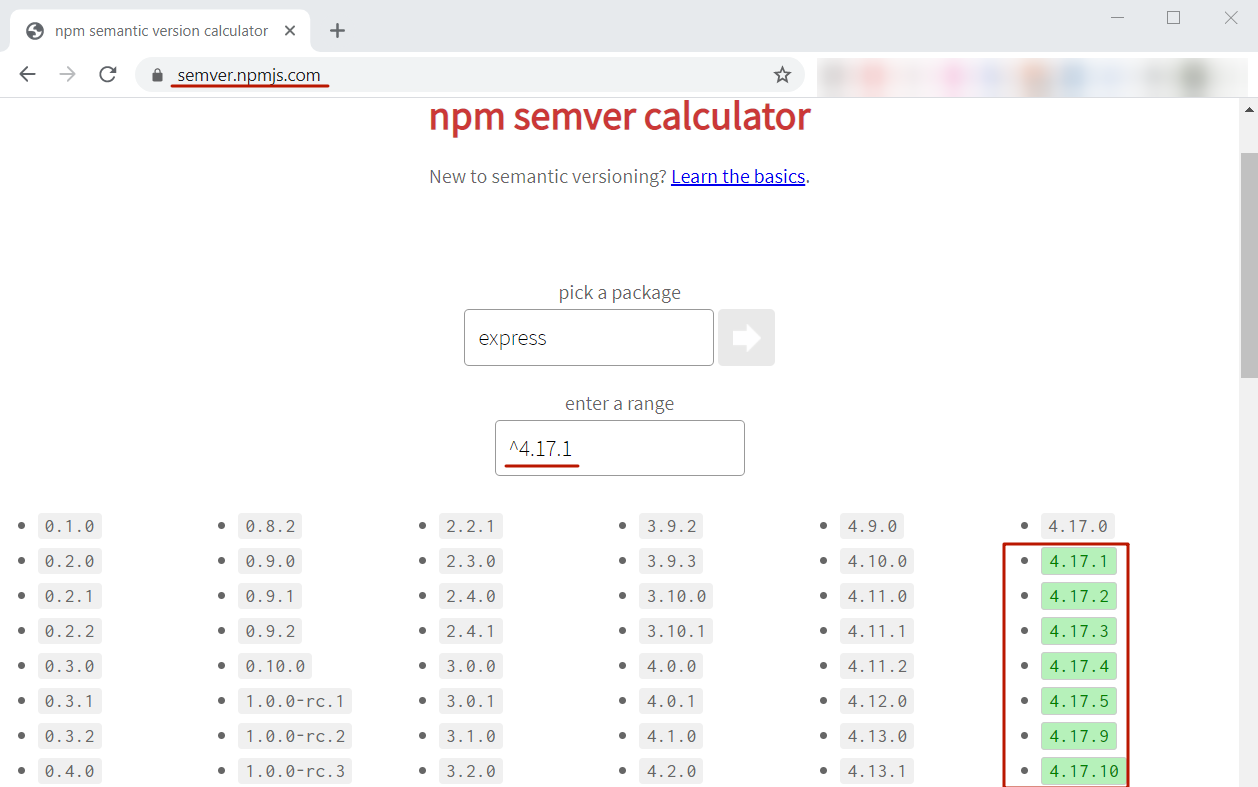 npm semantic version calculator
semver.npmjs.com
npm semver calculator
New to semantic versioning? Learn the basics.
pick a package
express
enter a range
^4.17.1
0.1.0 0.8.2 2.2.1 3.9.2 4.9.0 4.17.0
0.2.0 0.9.0 2.3.0 3.9.3 4.10.0 4.17.1
0.2.1 0.9.1 2.4.0 3.10.0 4.11.0 4.17.2
0.2.2 0.9.2 2.4.1 3.10.1 4.11.1 4.17.3
0.3.0 0.10.0 3.0.0 4.0.0 4.11.2 4.17.4
0.3.1 1.0.0-rc.1 3.0.1 4.0.1 4.12.0 4.17.5
0.3.2 1.0.0-rc.2 3.1.0 4.1.0 4.13.0 4.17.9
0.4.0 1.0.0-rc.3 3.2.0 4.2.0 4.13.1 4.17.10